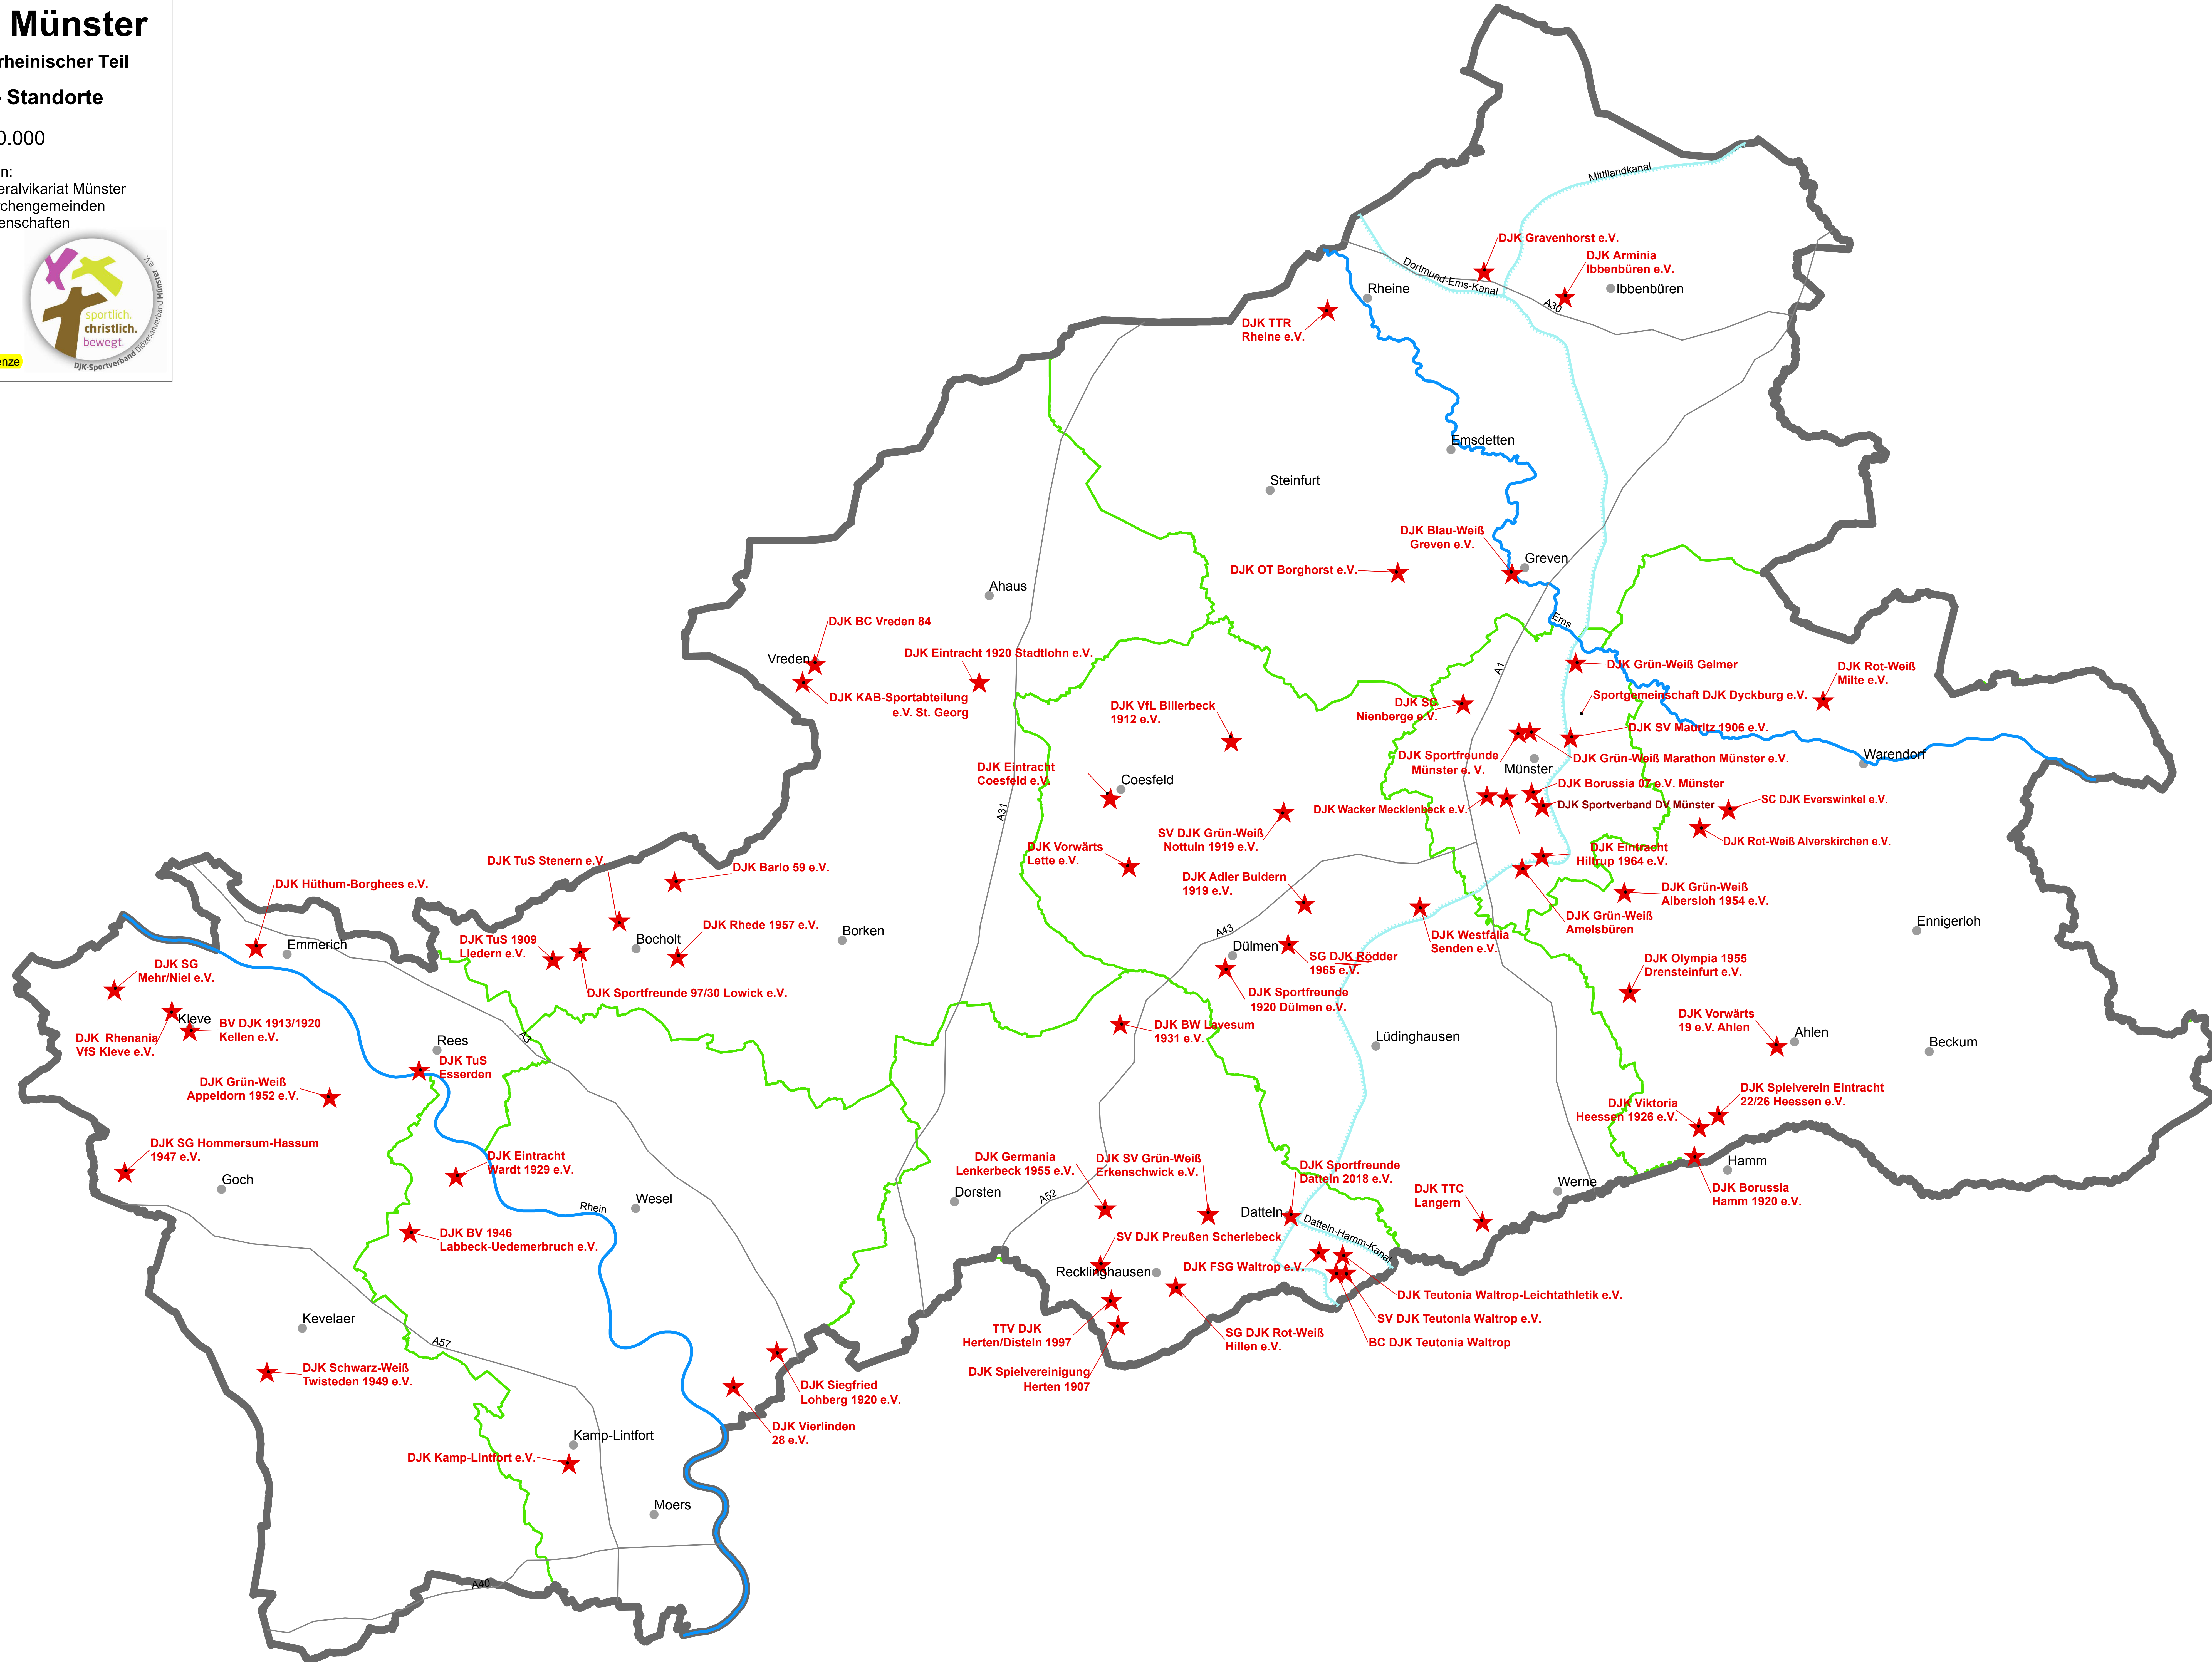 Münster
rheinischer Teil
- Standorte
0.000
n:
eralvikariat Münster
rchengemeinden
enschaften
sportlich.
christlich.
bewegt.
DJK-Sportverband Diözesanverband Münster e.V.
enze
Mittllandkanal
DJK Gravenhorst e.V.
DJK Arminia
Ibbenbüren e.V.
Dortmund-Ems-Kanal
Rheine
Ibbenbüren
A30
DJK TTR
Rheine e.V.
Emsdetten
Steinfurt
DJK Blau-Weiß
Greven e.V.
Greven
DJK OT Borghorst e.V.
Ahaus
Ems
DJK BC Vreden 84
Vreden
DJK Eintracht 1920 Stadtlohn e.V.
DJK KAB-Sportabteilung
e.V. St. Georg
A1
DJK Grün-Weiß Gelmer
DJK Rot-Weiß
Milte e.V.
Sportgemeinschaft DJK Dyckburg e.V.
DJK SC
Nienberge e.V.
DJK VfL Billerbeck
1912 e.V.
DJK SV Mauritz 1906 e.V.
DJK Sportfreunde
Münster e. V.
DJK Grün-Weiß Marathon Münster e.V.
Münster
Warendorf
DJK Eintracht
Coesfeld e.V.
Coesfeld
DJK Borussia 07 e.V. Münster
DJK Wacker Mecklenbeck e.V.
DJK Sportverband DV Münster
SC DJK Everswinkel e.V.
A31
SV DJK Grün-Weiß
Nottuln 1919 e.V.
DJK Rot-Weiß Alverskirchen e.V.
DJK Vorwärts
Lette e.V.
DJK Eintracht
Hiltrup 1964 e.V.
DJK TuS Stenern e.V.
DJK Barlo 59 e.V.
DJK Adler Buldern
1919 e.V.
DJK Grün-Weiß
Albersloh 1954 e.V.
DJK Hüthum-Borghees e.V.
DJK Grün-Weiß
Amelsbüren
Ennigerloh
DJK Rhede 1957 e.V.
Borken
A43
DJK Westfalia
Senden e.V.
Emmerich
DJK TuS 1909
Liedern e.V.
Bocholt
Dülmen
SG DJK Rödder
1965 e.V.
DJK Olympia 1955
Drensteinfurt e.V.
DJK SG
Mehr/Niel e.V.
DJK Sportfreunde 97/30 Lowick e.V.
DJK Sportfreunde
1920 Dülmen e.V.
Kleve
BV DJK 1913/1920
Kellen e.V.
DJK Rhenania
VfS Kleve e.V.
DJK BW Lavesum
1931 e.V.
Lüdinghausen
DJK Vorwärts
19 e.V. Ahlen
Ahlen
Beckum
A3
Rees
DJK TuS
Esserden
DJK Grün-Weiß
Appeldorn 1952 e.V.
DJK Viktoria
Heessen 1926 e.V.
DJK Spielverein Eintracht
22/26 Heessen e.V.
DJK SG Hommersum-Hassum
1947 e.V.
Goch
DJK Eintracht
Wardt 1929 e.V.
DJK Germania
Lenkerbeck 1955 e.V.
DJK SV Grün-Weiß
Erkenschwick e.V.
DJK Sportfreunde
Datteln 2018 e.V.
Hamm
DJK Borussia
Hamm 1920 e.V.
Werne
DJK TTC
Langern
Dorsten
A52
Wesel
Rhein
Datteln
Datteln-Hamm-Kanal
DJK BV 1946
Labbeck-Uedemerbruch e.V.
SV DJK Preußen Scherlebeck
Recklinghausen
DJK FSG Waltrop e.V.
DJK Teutonia Waltrop-Leichtathletik e.V.
SV DJK Teutonia Waltrop e.V.
BC DJK Teutonia Waltrop
TTV DJK
Herten/Disteln 1997
SG DJK Rot-Weiß
Hillen e.V.
DJK Spielvereinigung
Herten 1907
Kevelaer
A57
DJK Schwarz-Weiß
Twisteden 1949 e.V.
DJK Siegfried
Lohberg 1920 e.V.
DJK Vierlinden
28 e.V.
Kamp-Lintfort
DJK Kamp-Lintfort e.V.
Moers
A40